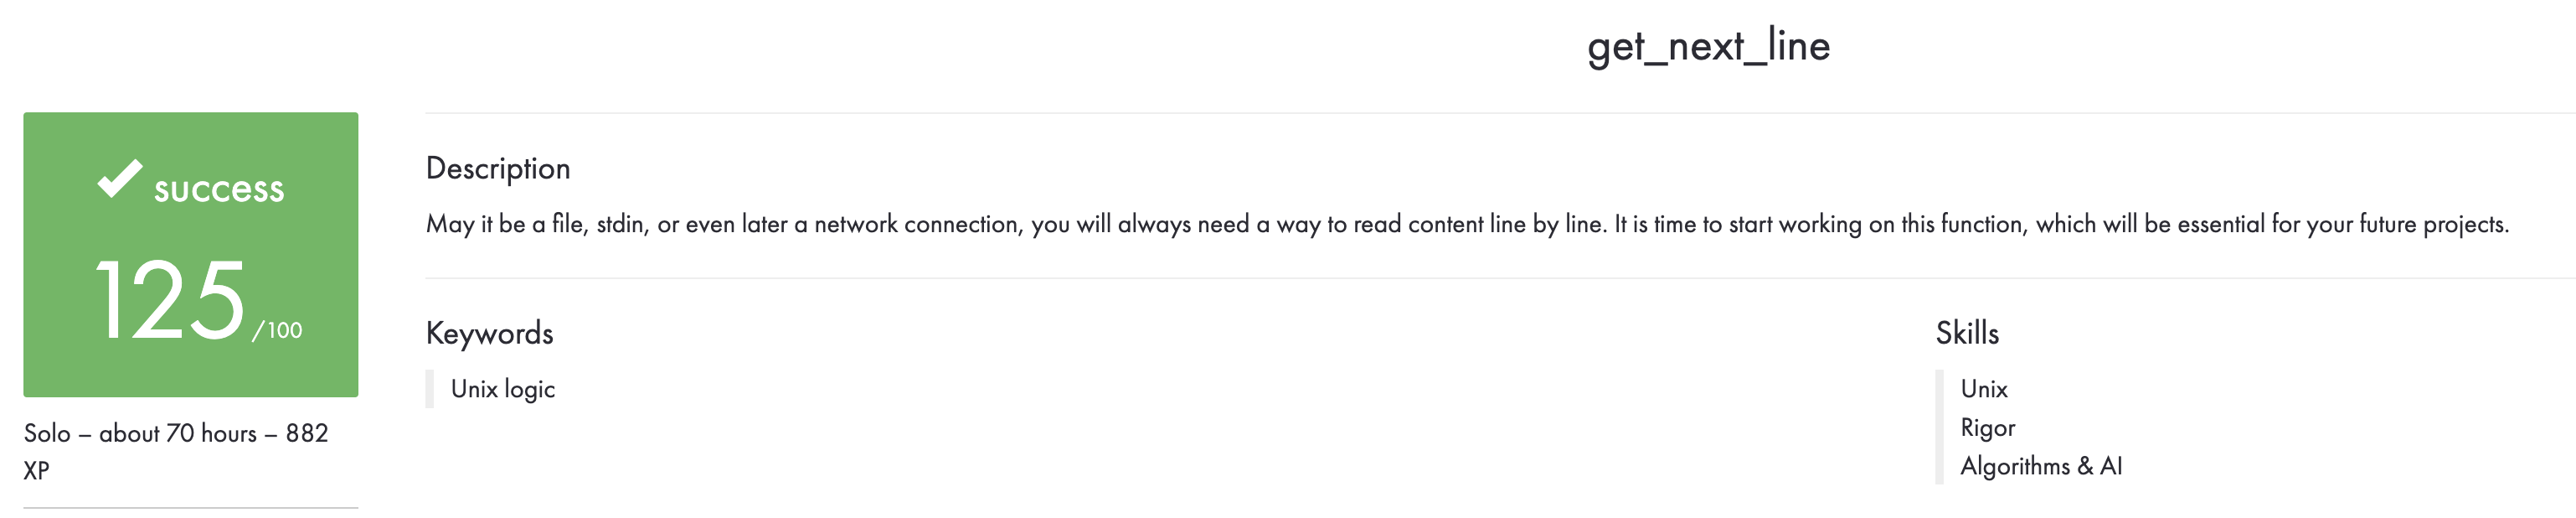 get_next_line
success
125/100
Solo – about 70 hours – 882
XP
Description
May it be a file, stdin, or even later a network connection, you will always need a way to read content line by line. It is time to start working on this function, which will be essential for your future projects.
Keywords
Unix logic
Skills
Unix
Rigor
Algorithms & AI